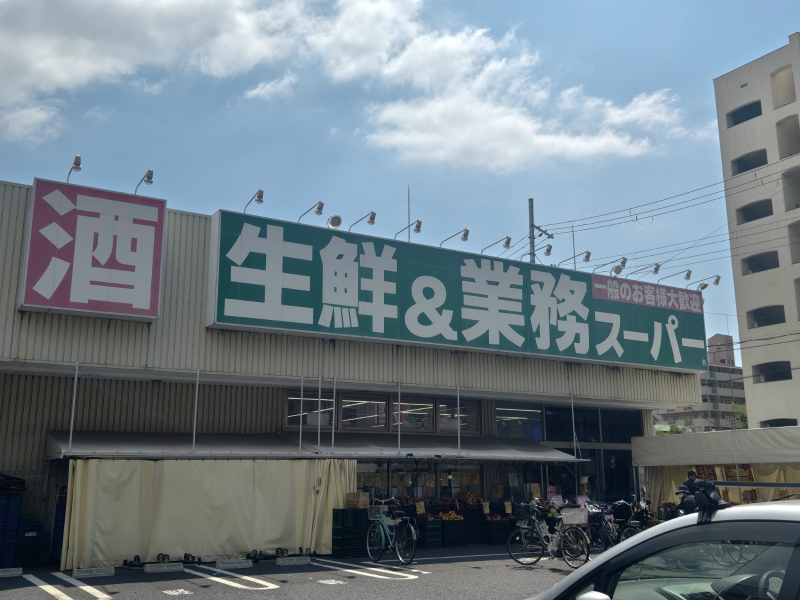 酒
生鮮&業務スーパー
一般のお客様大歓迎